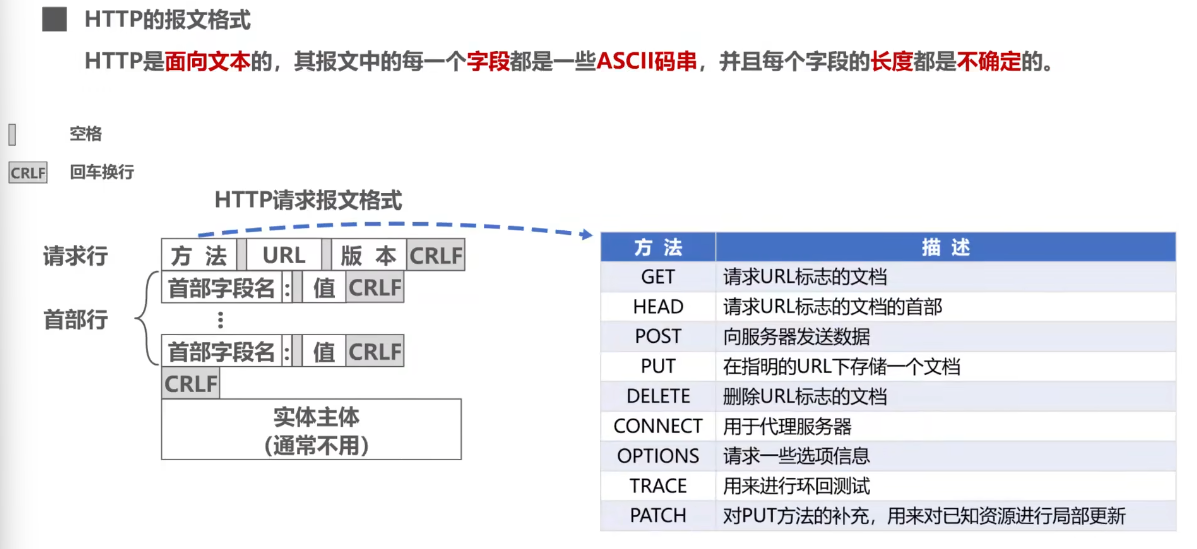 HTTP的报文格式
HTTP是面向文本的，其报文中的每一个字段都是一些ASCII码串，并且每个字段的长度都是不确定的。
空格
CRLF 回车换行
HTTP请求报文格式
请求行 方 法 URL 版 本 CRLF
首部行
首部字段名： 值 CRLF
⋮
首部字段名： 值 CRLF
CRLF
实体主体
（通常不用）
方 法 描 述
GET 请求URL标志的文档
HEAD 请求URL标志的文档的首部
POST 向服务器发送数据
PUT 在指明的URL下存储一个文档
DELETE 删除URL标志的文档
CONNECT 用于代理服务器
OPTIONS 请求一些选项信息
TRACE 用来进行环回测试
PATCH 对PUT方法的补充，用来对已知资源进行局部更新